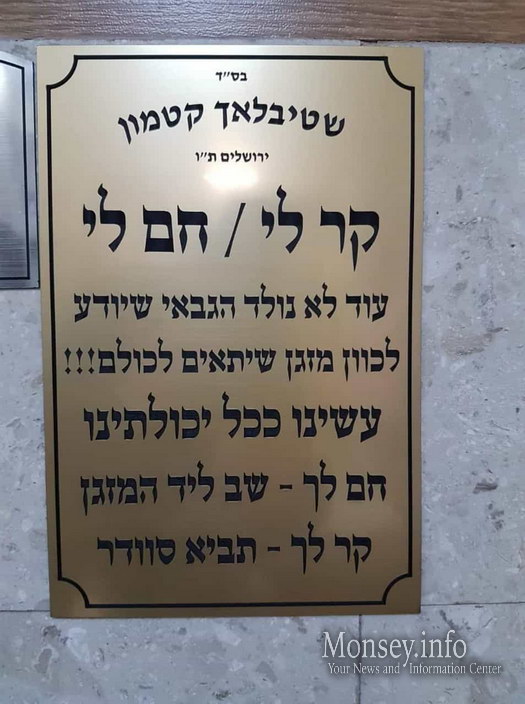 בס״ד
שטיבלאך קטמון
ירושלים ת״ו
קר לי / חם לי
עוד לא נולד הגבאי שיודע
לכוון מזגן שיתאים לכולם!!!
עשינו ככל יכולתינו
חם לך - שב ליד המזגן
קר לך - תביא סוודר
Monsey.info
Your News and Information Center